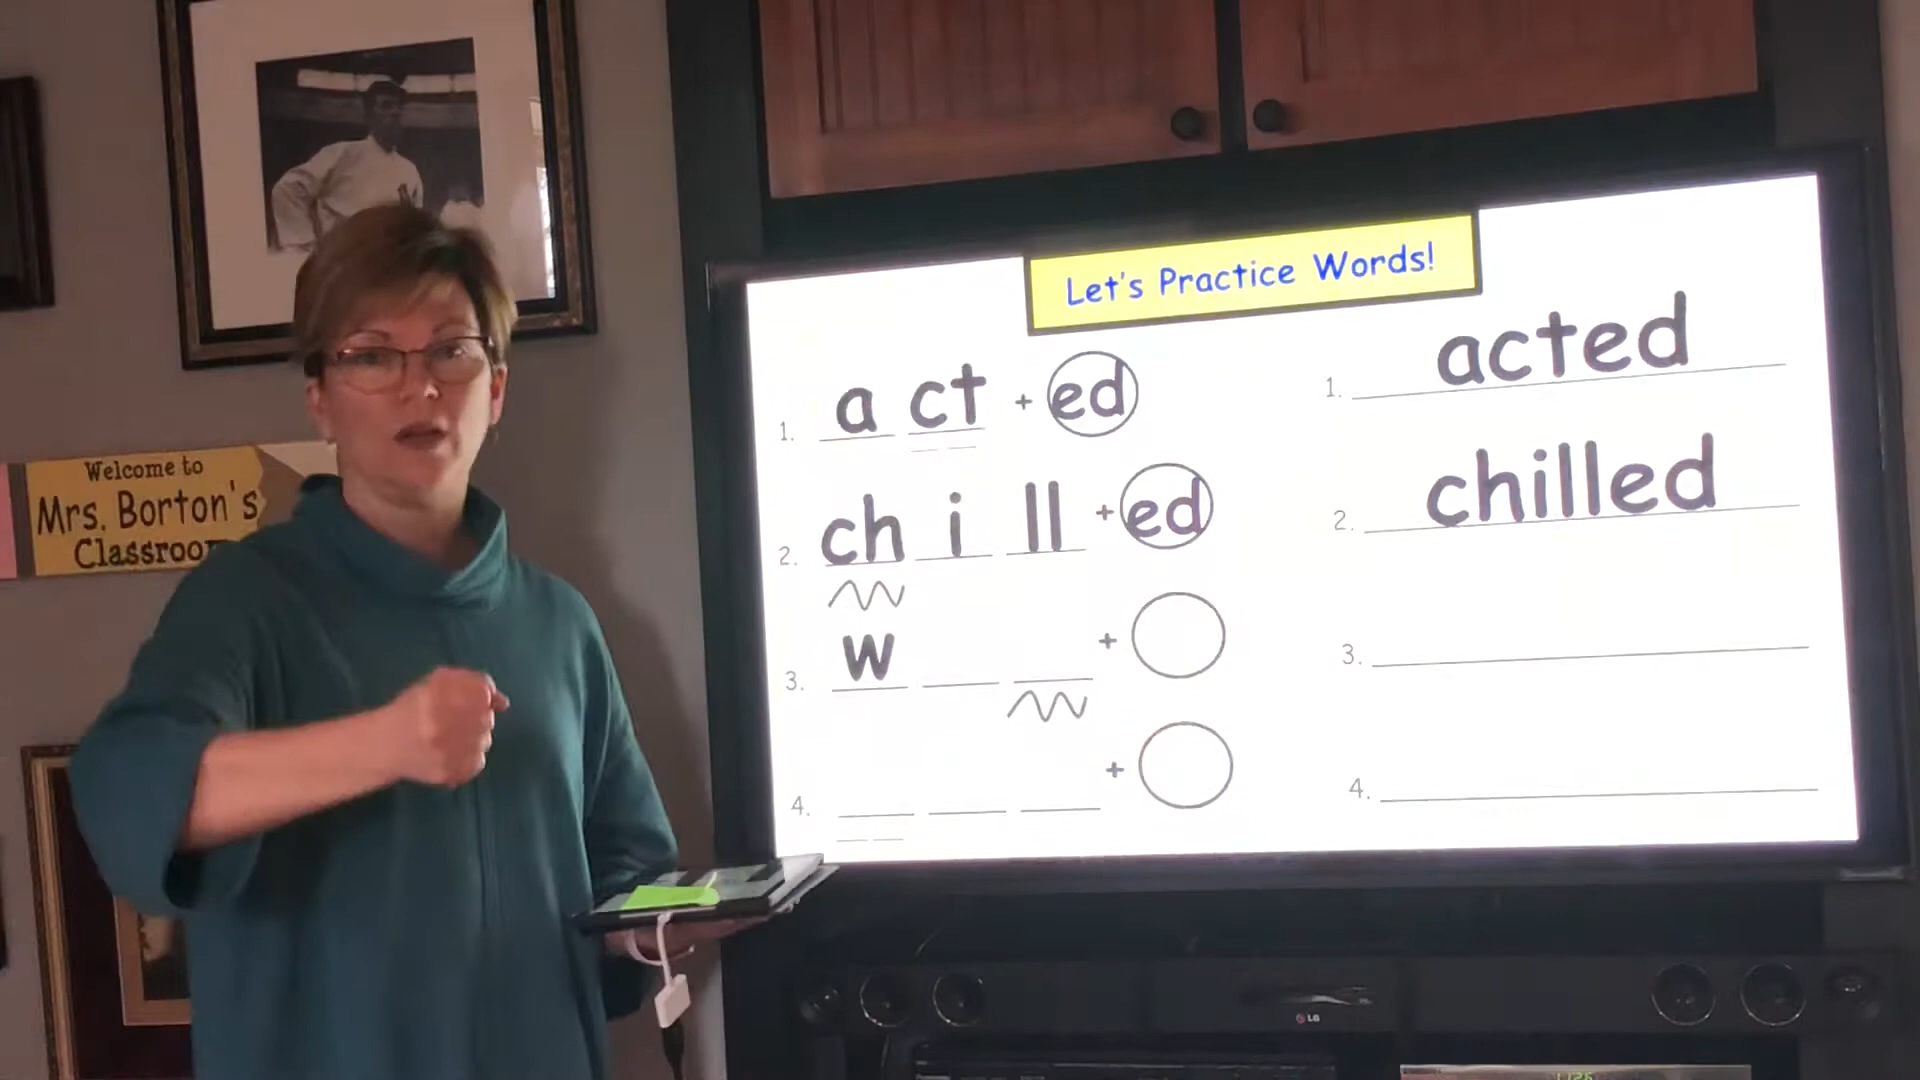 Welcome to
Mrs. Borton's
Classroom
Let's Practice Words!
1. a ct + ed
2. ch i ll + ed
3. w +
4. +
1. acted
2. chilled
3.
4.
LG